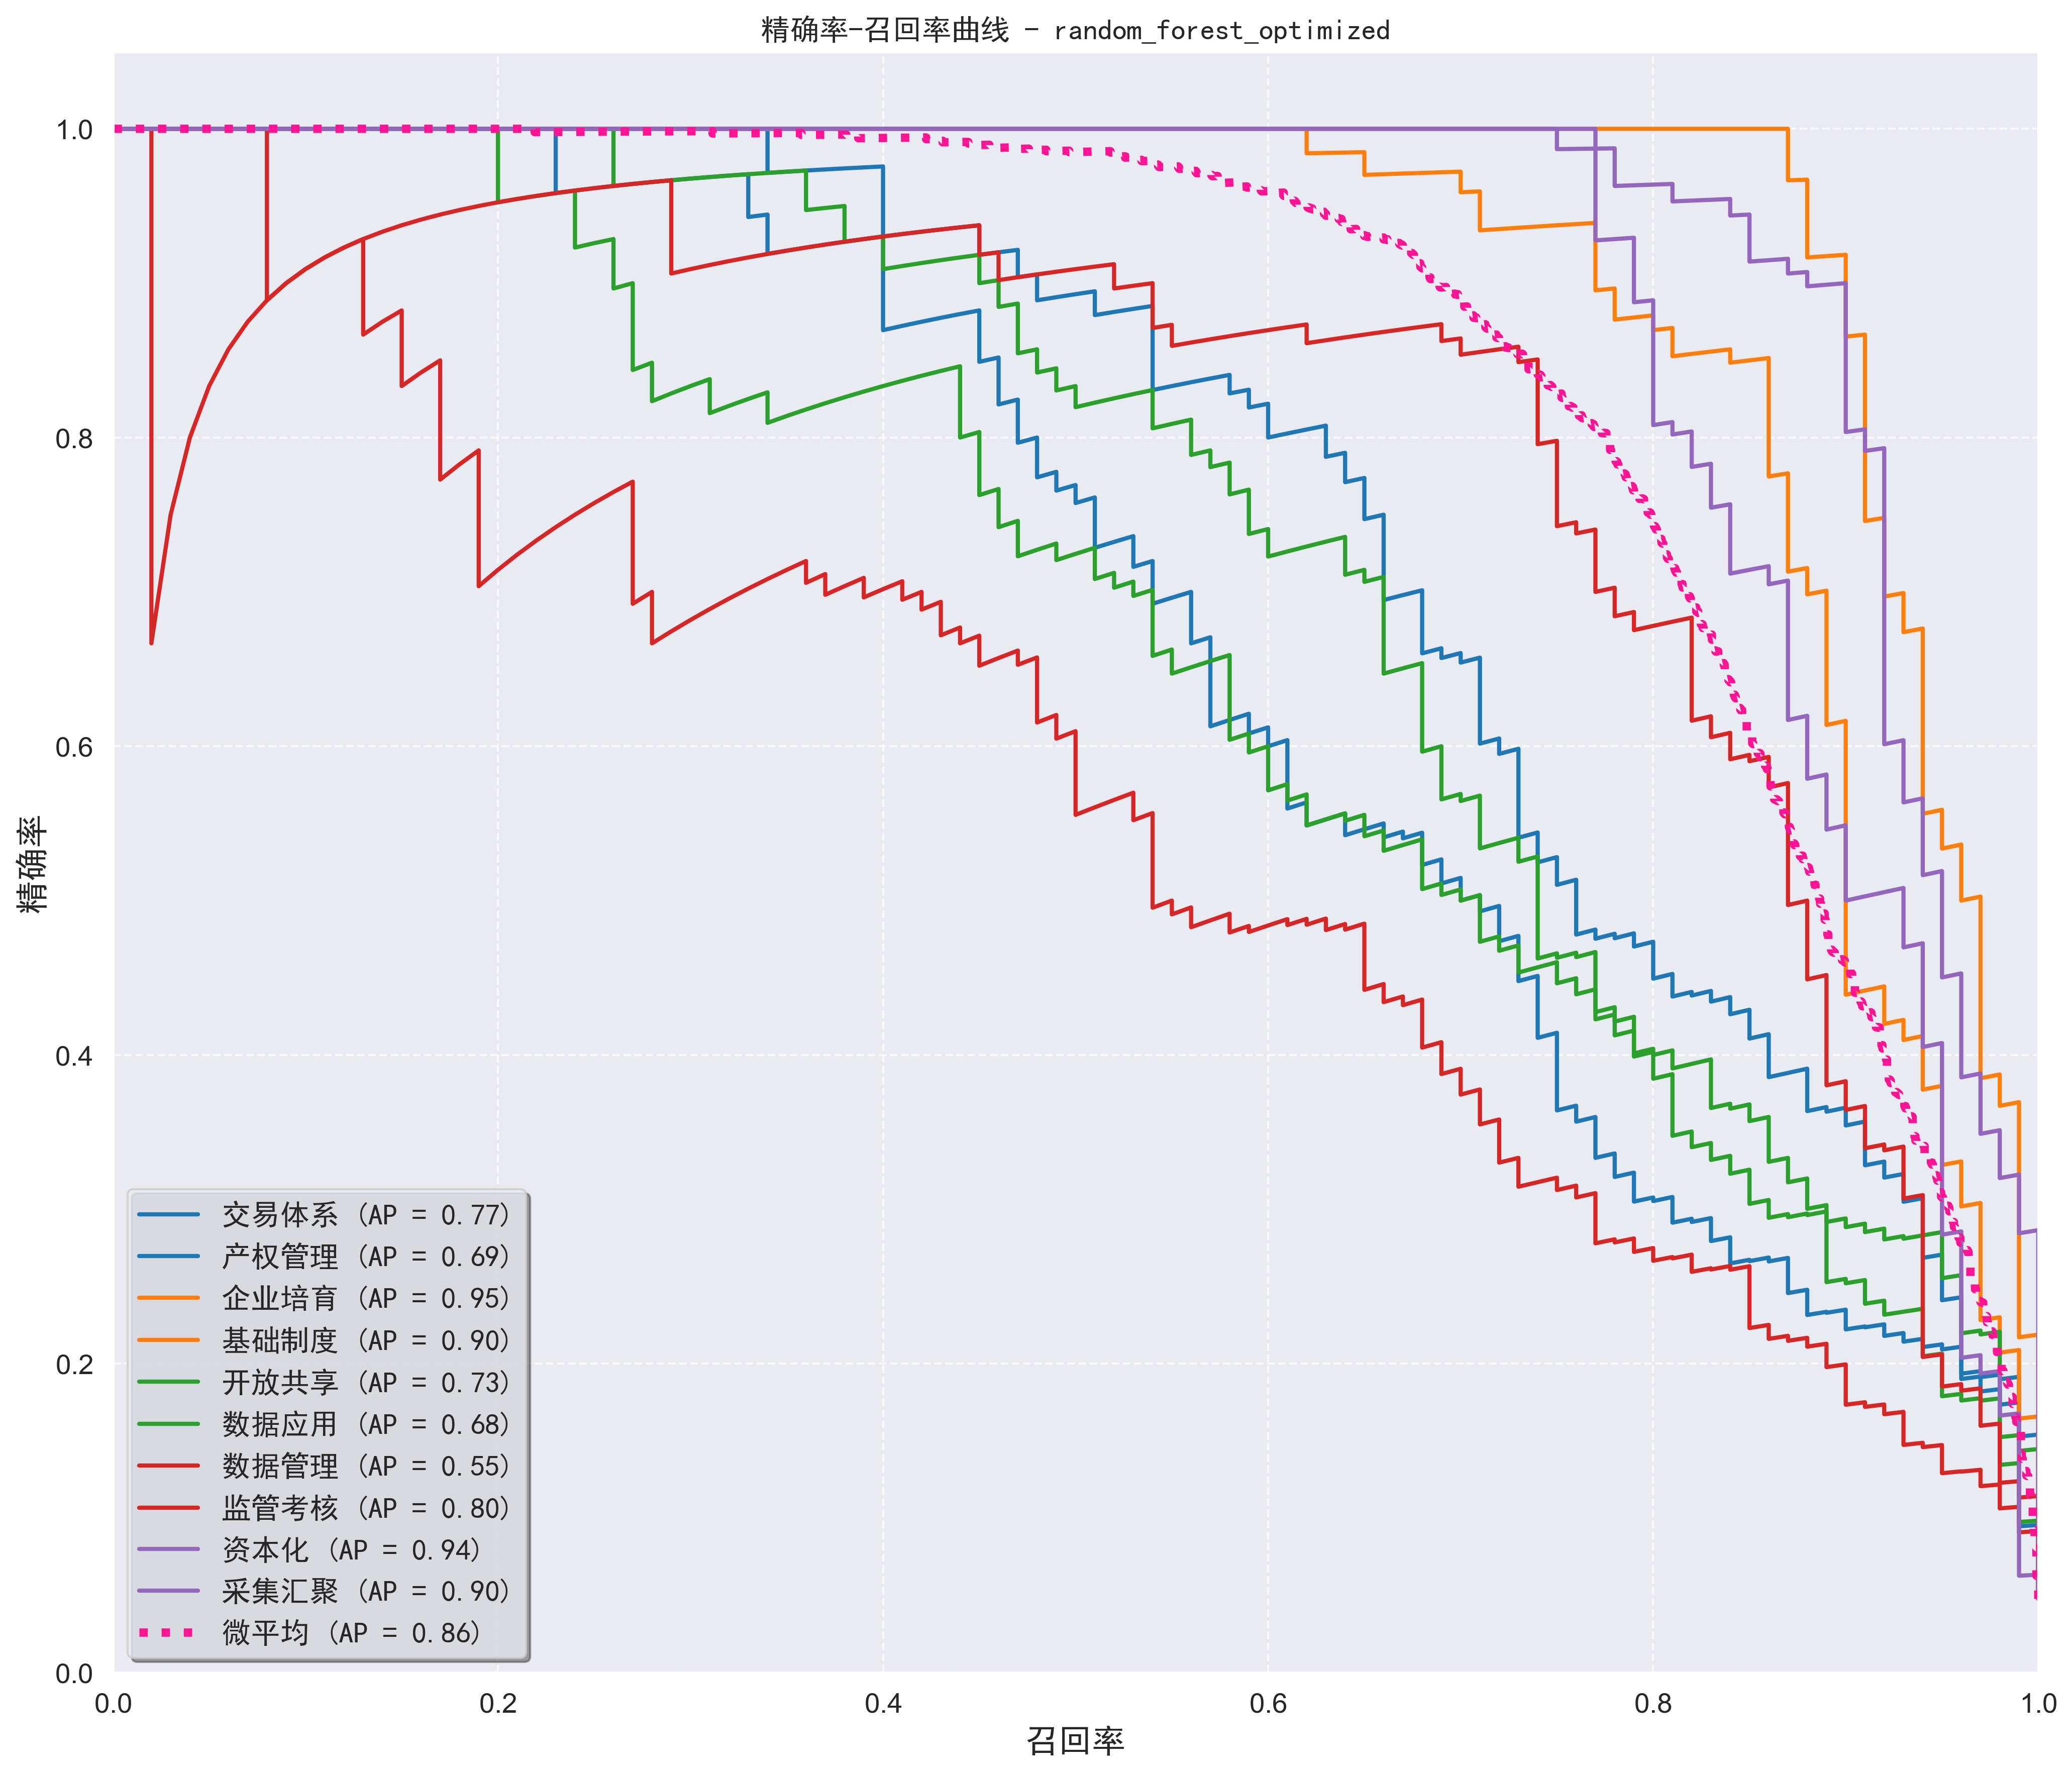 精确率-召回率曲线 - random_forest_optimized
精确率
1.0
0.8
0.6
0.4
0.2
0.0
交易体系 (AP = 0.77)
产权管理 (AP = 0.69)
企业培育 (AP = 0.95)
基础制度 (AP = 0.90)
开放共享 (AP = 0.73)
数据应用 (AP = 0.68)
数据管理 (AP = 0.55)
监管考核 (AP = 0.80)
资本化 (AP = 0.94)
采集汇聚 (AP = 0.90)
微平均 (AP = 0.86)
0.0 0.2 0.4 0.6 0.8 1.0
召回率